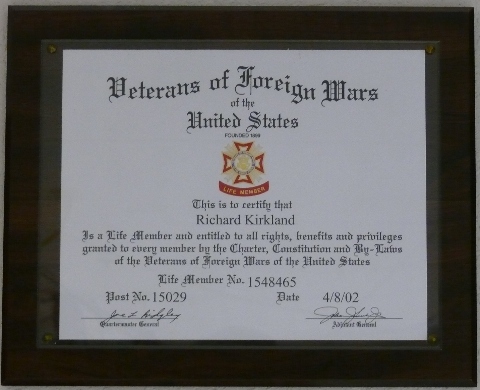 Veterans of Foreign Wars
of the
United States
FOUNDED 1899
LIFE MEMBER
This is to certify that
Richard Kirkland
Is a Life Member and entitled to all rights, benefits and privileges
granted to every member by the Charter, Constitution and By-Laws
of the Veterans of Foreign Wars of the United States
Life Member No. 1548465
Post No. 15029 Date 4/8/02
Quartermaster General Adjutant General